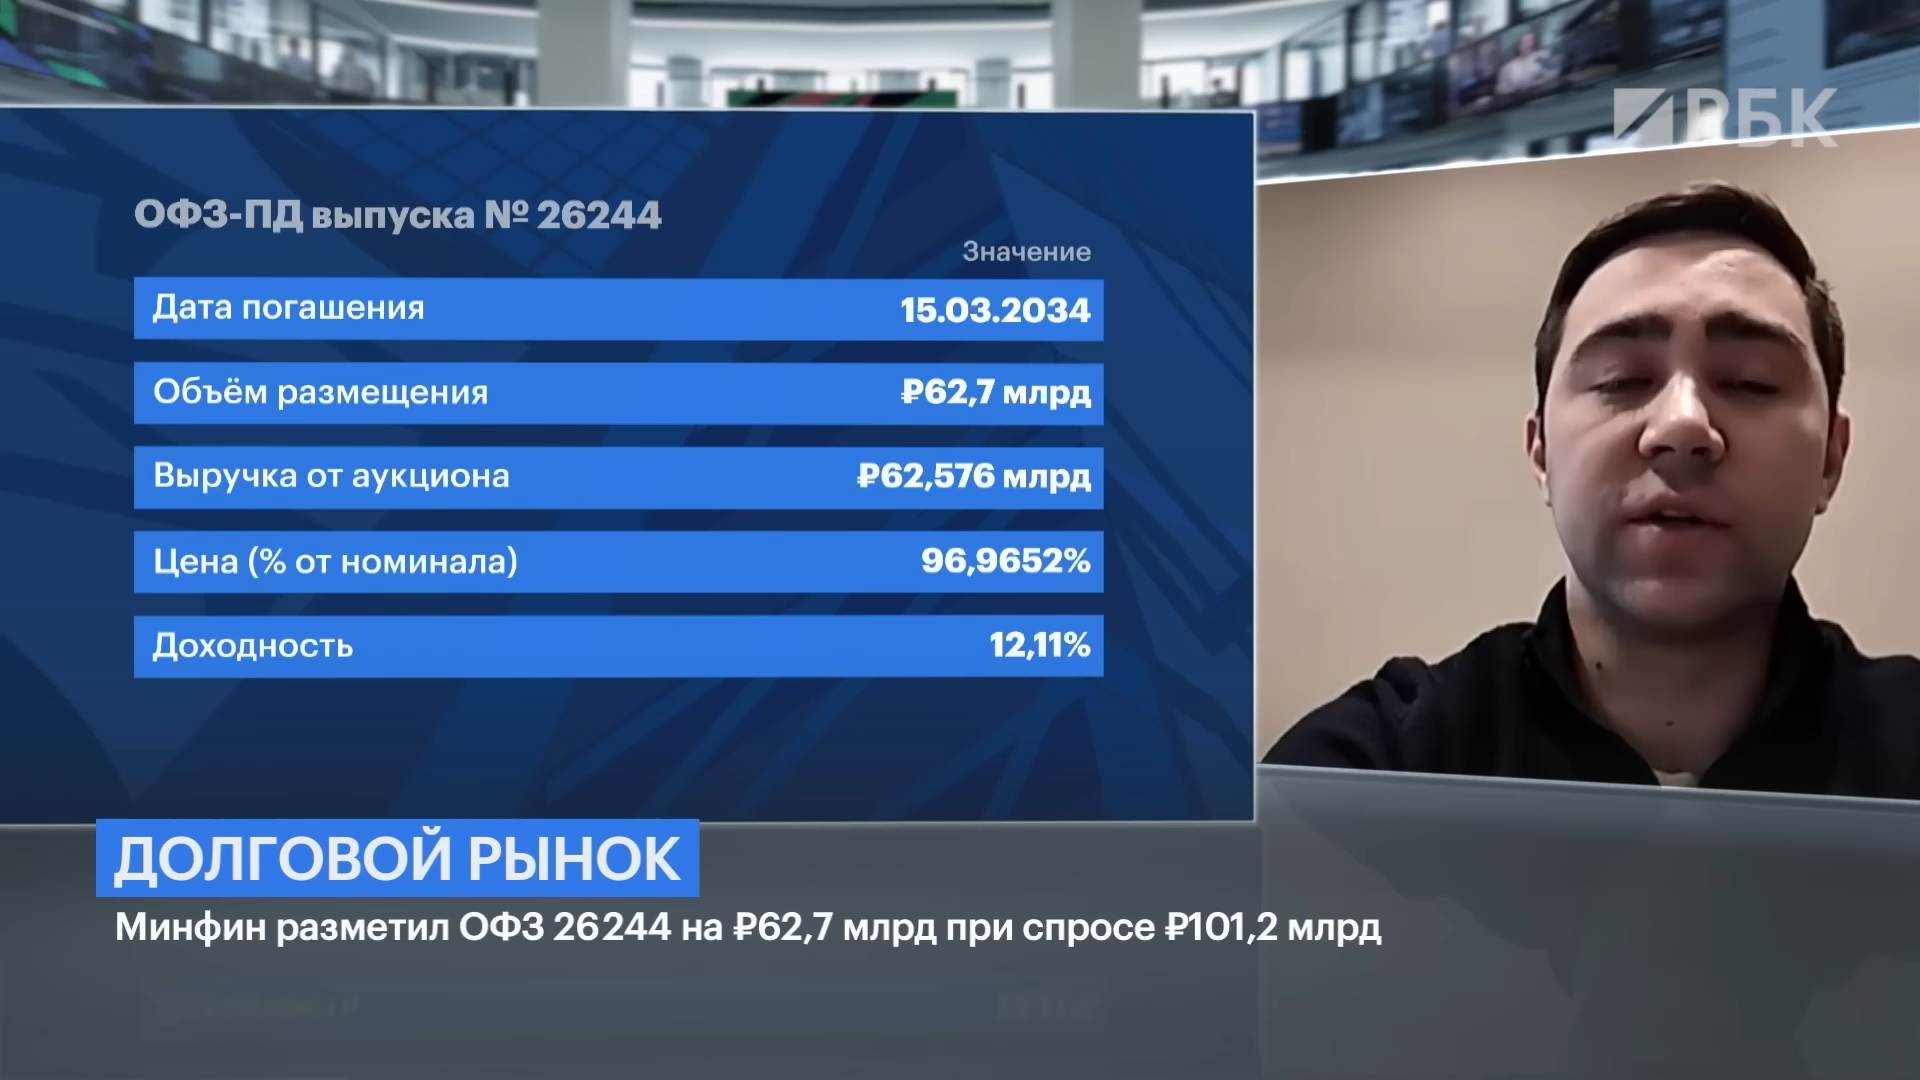 РБК
ОФЗ-ПД выпуска № 26244
Значение
Дата погашения 15.03.2034
Объём размещения ₽62,7 млрд
Выручка от аукциона ₽62,576 млрд
Цена (% от номинала) 96,9652%
Доходность 12,11%
ДОЛГОВОЙ РЫНОК
Минфин разметил ОФЗ 26244 на ₽62,7 млрд при спросе ₽101,2 млрд